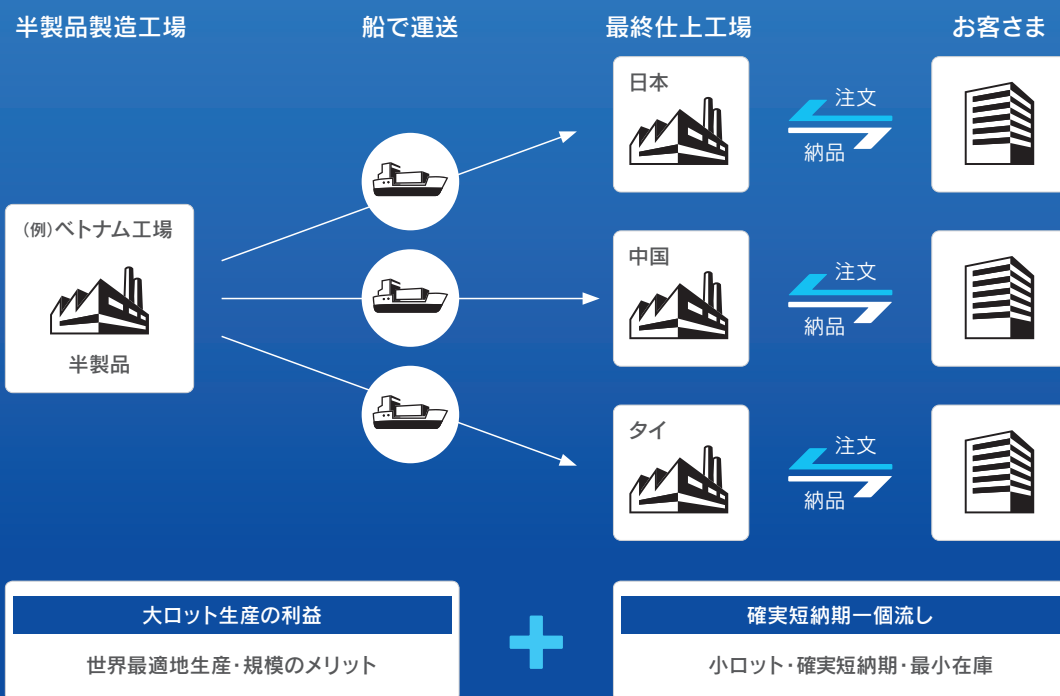 半製品製造工場
船で運送
最終仕上工場
お客さま
(例)ベトナム工場
半製品
日本
注文
納品
中国
注文
納品
タイ
注文
納品
大ロット生産の利益
世界最適地生産・規模のメリット
確実短納期一個流し
小ロット・確実短納期・最小在庫